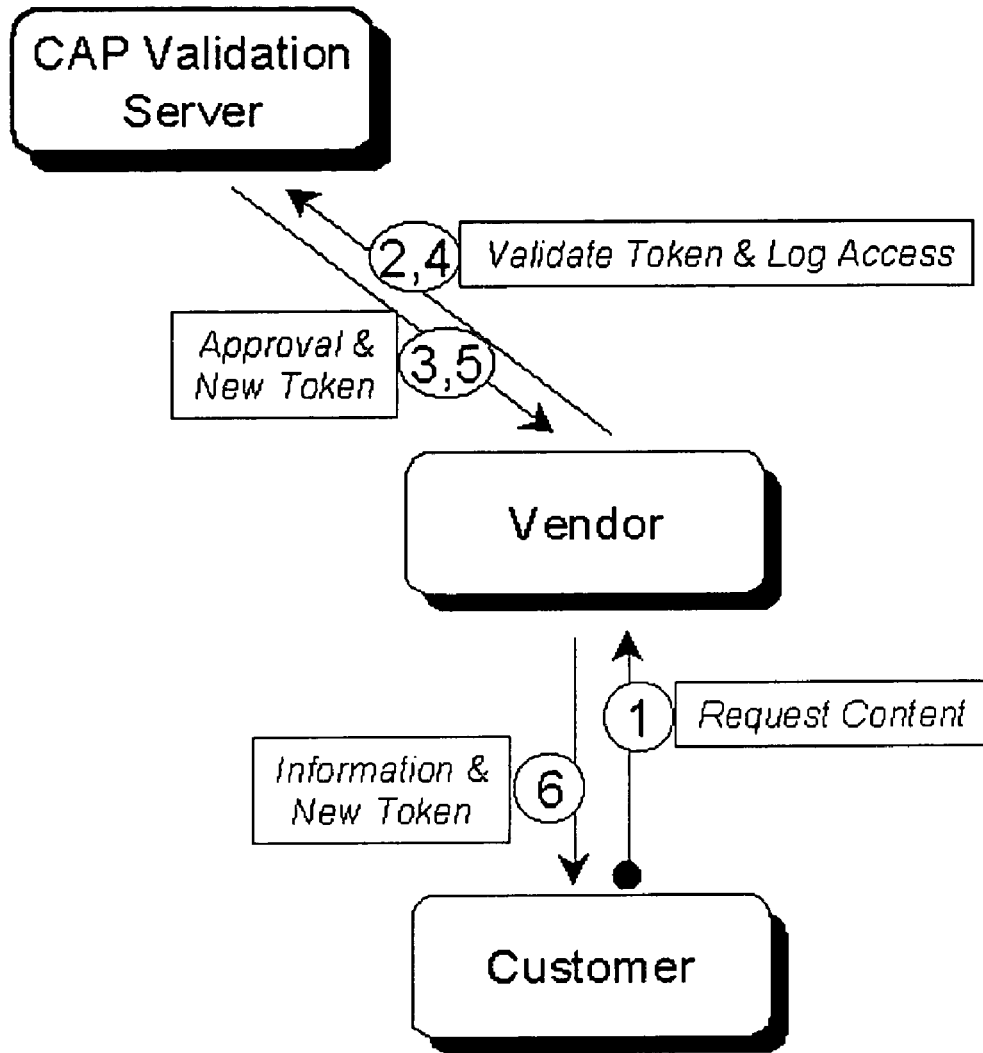 CAP Validation
Server
2,4
Validate Token & Log Access
Approval &
New Token
3,5
Vendor
1
Request Content
Information &
New Token
6
Customer